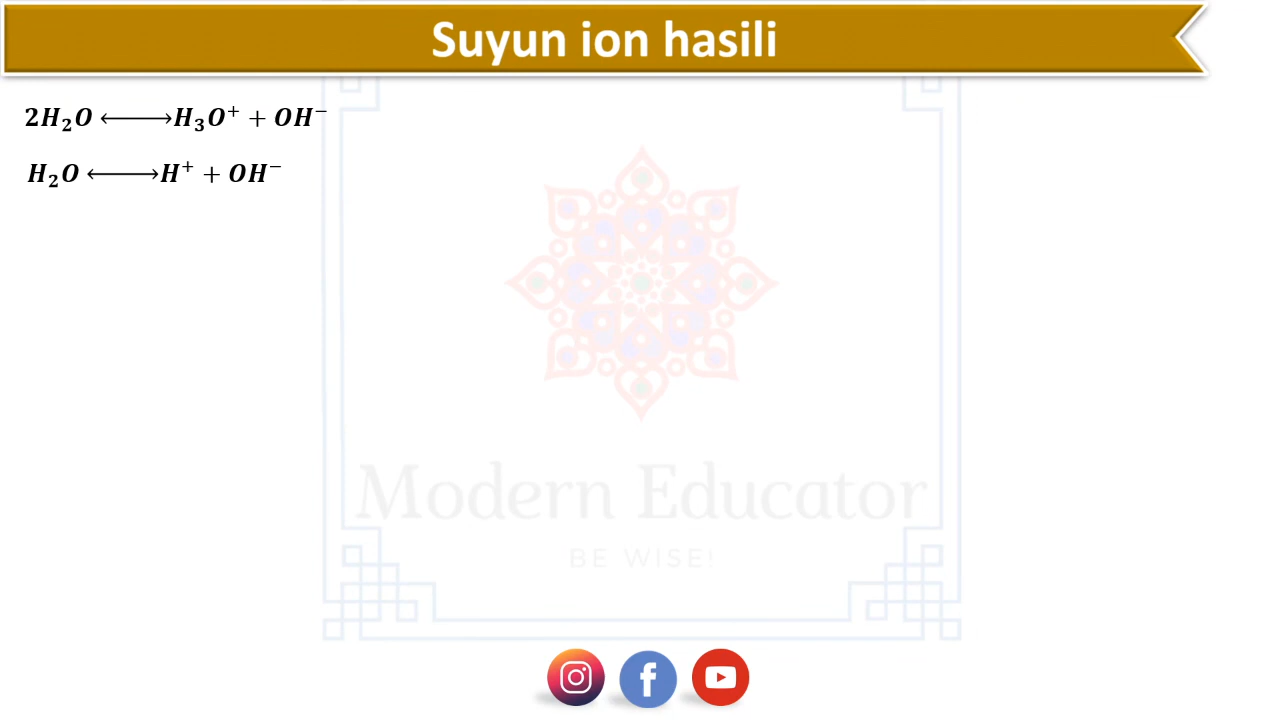 Suyun ion hasili
2H₂O ⟷ H₃O⁺ + OH⁻
H₂O ⟷ H⁺ + OH⁻
Modern Educator
BE WISE!